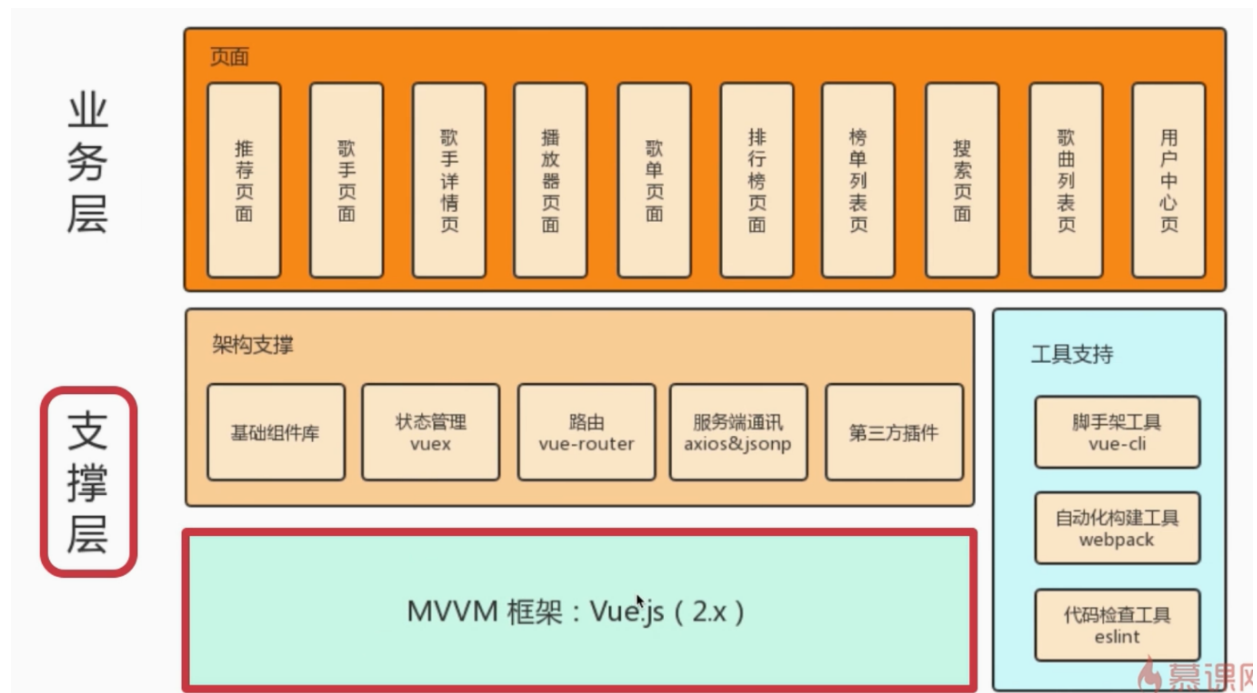 业务层
页面
推荐页面
歌手页面
歌手详情页
播放器页面
歌单页面
排行榜页面
榜单列表页
搜索页面
歌曲列表页
用户中心页
支撑层
架构支撑
基础组件库
状态管理
vuex
路由
vue-router
服务端通讯
axios&jsonp
第三方插件
工具支持
脚手架工具
vue-cli
自动化构建工具
webpack
代码检查工具
eslint
MVVM 框架：Vue.js（2.x）
慕课网